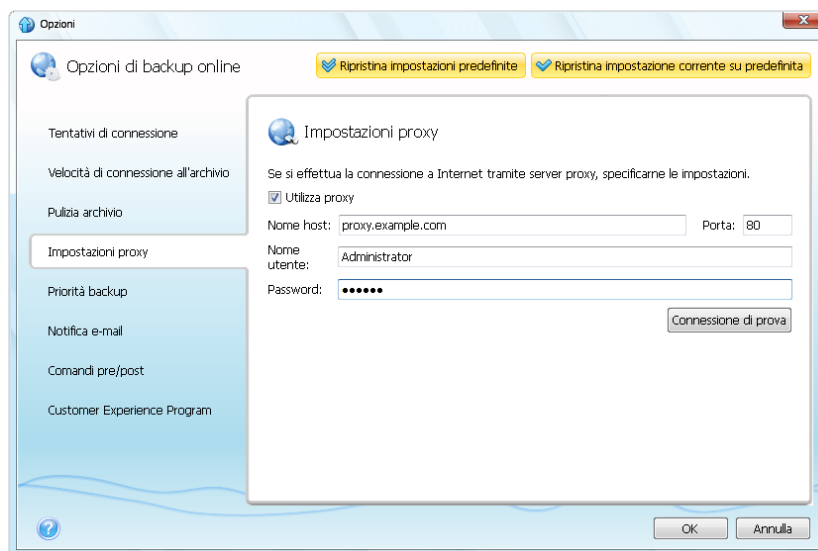 Opzioni
Opzioni di backup online
Ripristina impostazioni predefinite
Ripristina impostazione corrente su predefinita
Tentativi di connessione
Velocità di connessione all'archivio
Pulizia archivio
Impostazioni proxy
Priorità backup
Notifica e-mail
Comandi pre/post
Customer Experience Program
Impostazioni proxy
Se si effettua la connessione a Internet tramite server proxy, specificarne le impostazioni.
Utilizza proxy
Nome host: proxy.example.com Porta: 80
Nome
utente: Administrator
Password: ••••••
Connessione di prova
OK Annulla